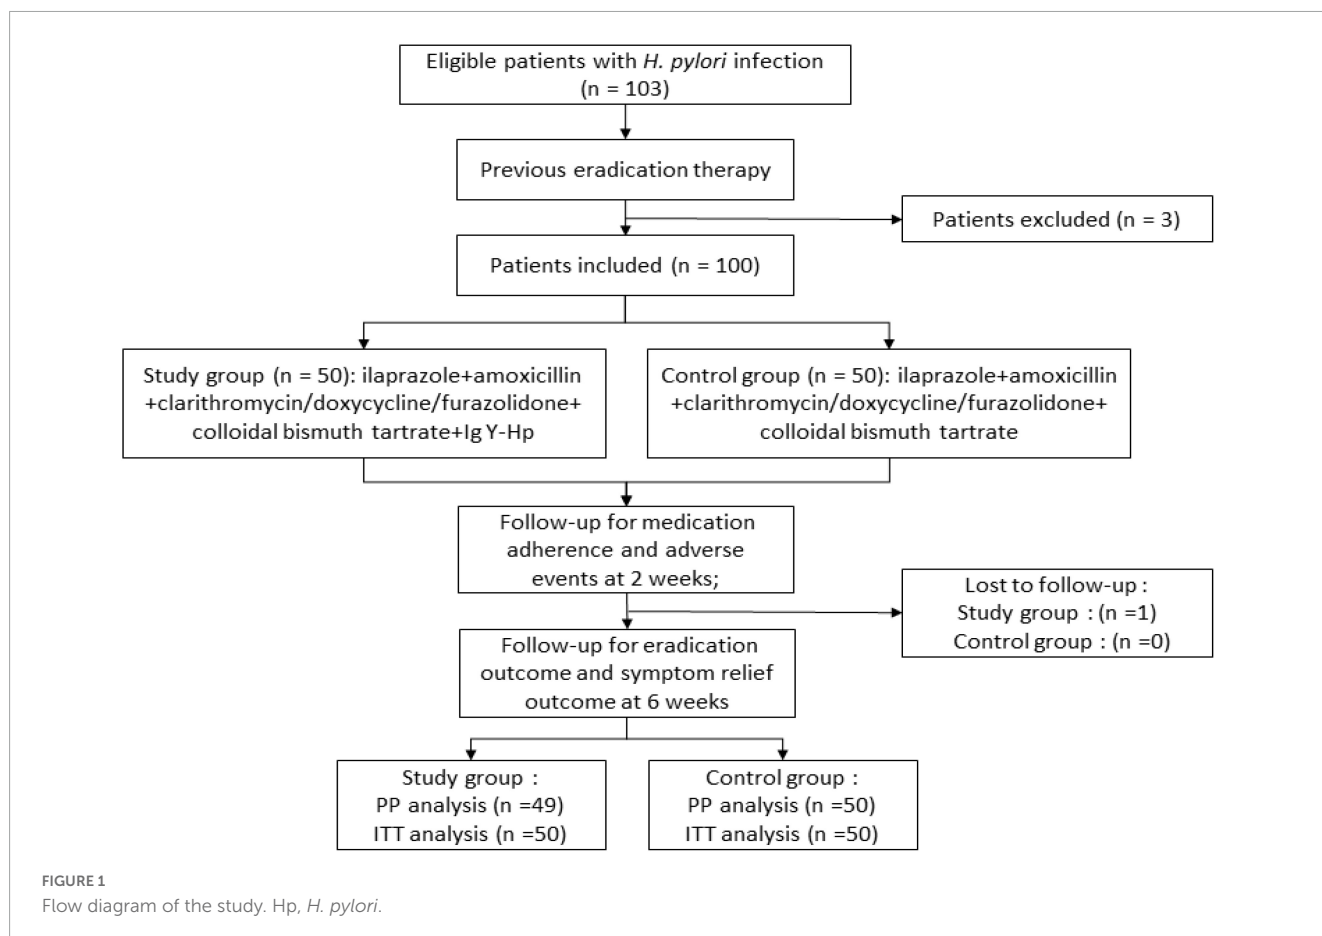 Eligible patients with H. pylori infection
(n = 103)
Previous eradication therapy
Patients excluded (n = 3)
Patients included (n = 100)
Study group (n = 50): ilaprazole+amoxicillin
+clarithromycin/doxycycline/furazolidone+
colloidal bismuth tartrate+Ig Y-Hp
Control group (n = 50): ilaprazole+amoxicillin
+clarithromycin/doxycycline/furazolidone+
colloidal bismuth tartrate
Follow-up for medication
adherence and adverse
events at 2 weeks;
Lost to follow-up :
Study group : (n =1)
Control group : (n =0)
Follow-up for eradication
outcome and symptom relief
outcome at 6 weeks
Study group :
PP analysis (n =49)
ITT analysis (n =50)
Control group :
PP analysis (n =50)
ITT analysis (n =50)
FIGURE 1
Flow diagram of the study. Hp, H. pylori.